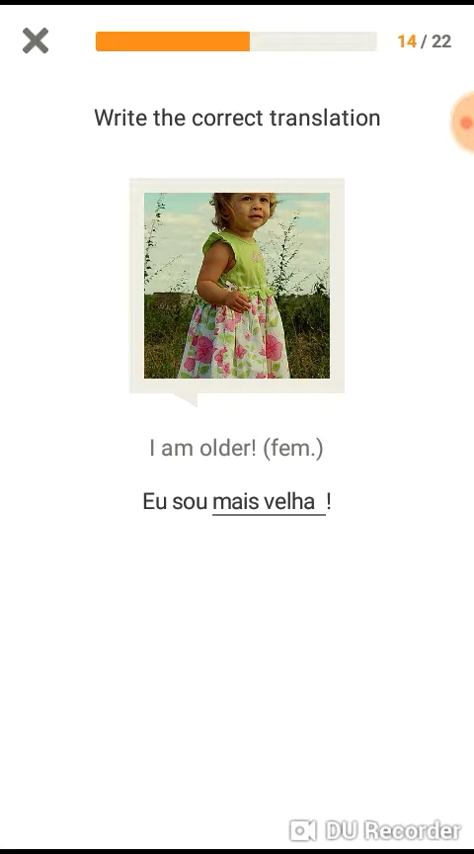 14 / 22
Write the correct translation
I am older! (fem.)
Eu sou mais velha !
DU Recorder